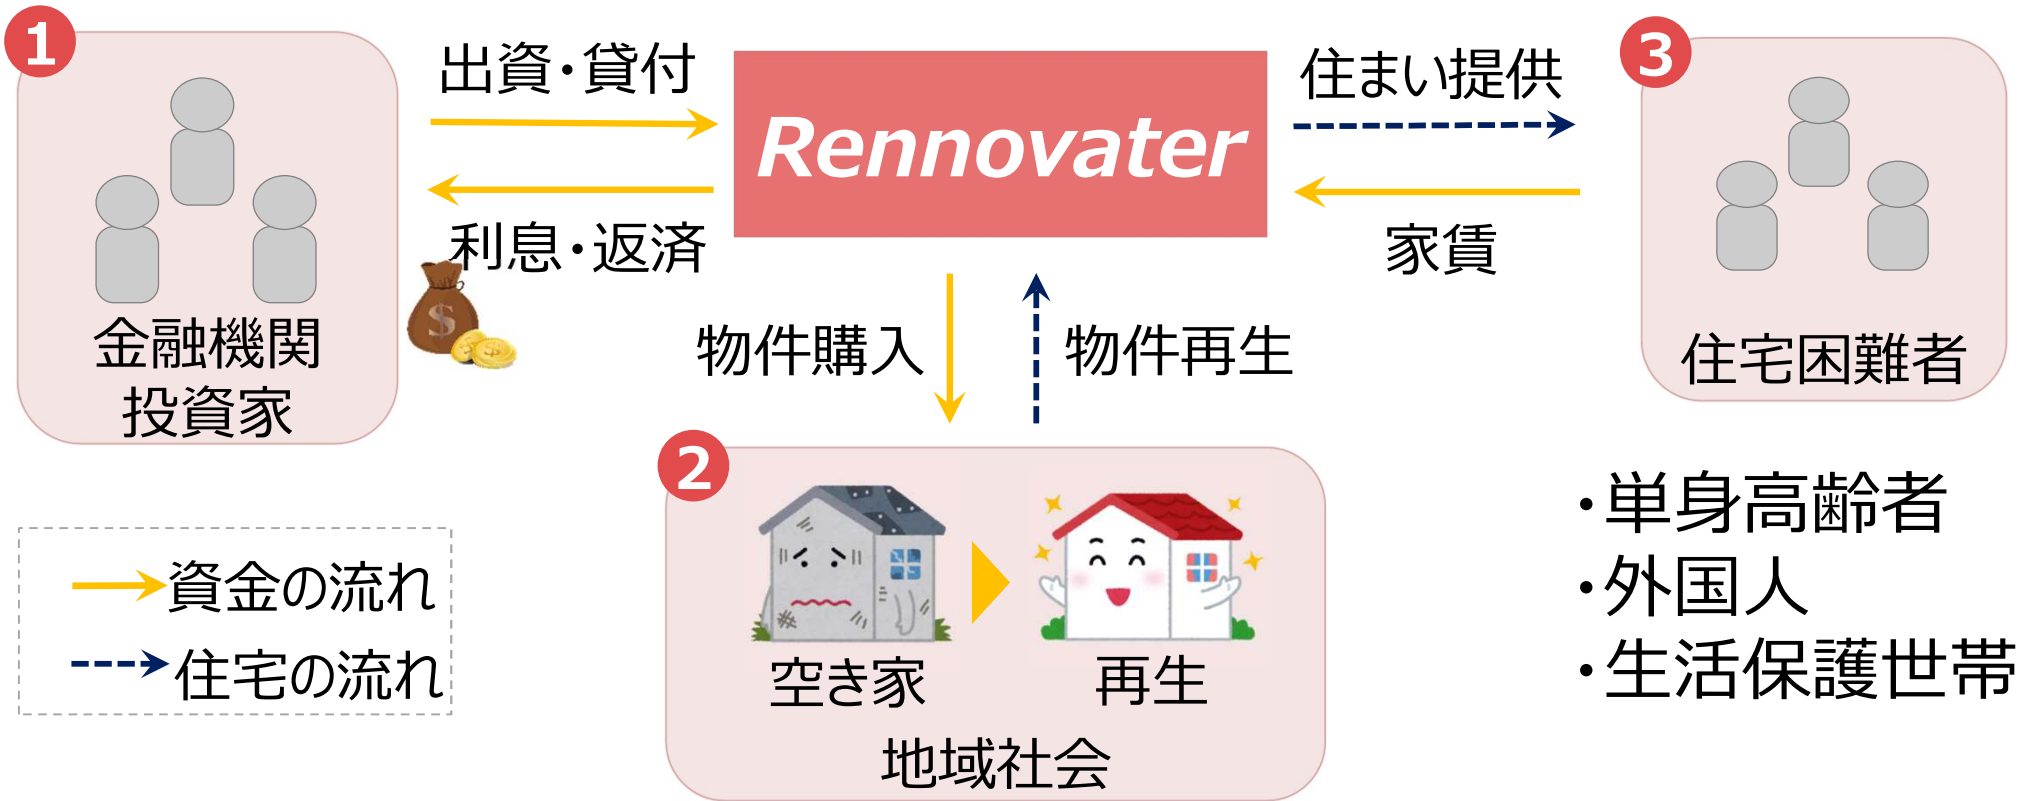 1
出資・貸付
Rennovater
住まい提供
3
利息・返済
家賃
$
金融機関
投資家
物件購入
物件再生
住宅困難者
2
空き家
再生
地域社会
・単身高齢者
・外国人
・生活保護世帯
資金の流れ
住宅の流れ